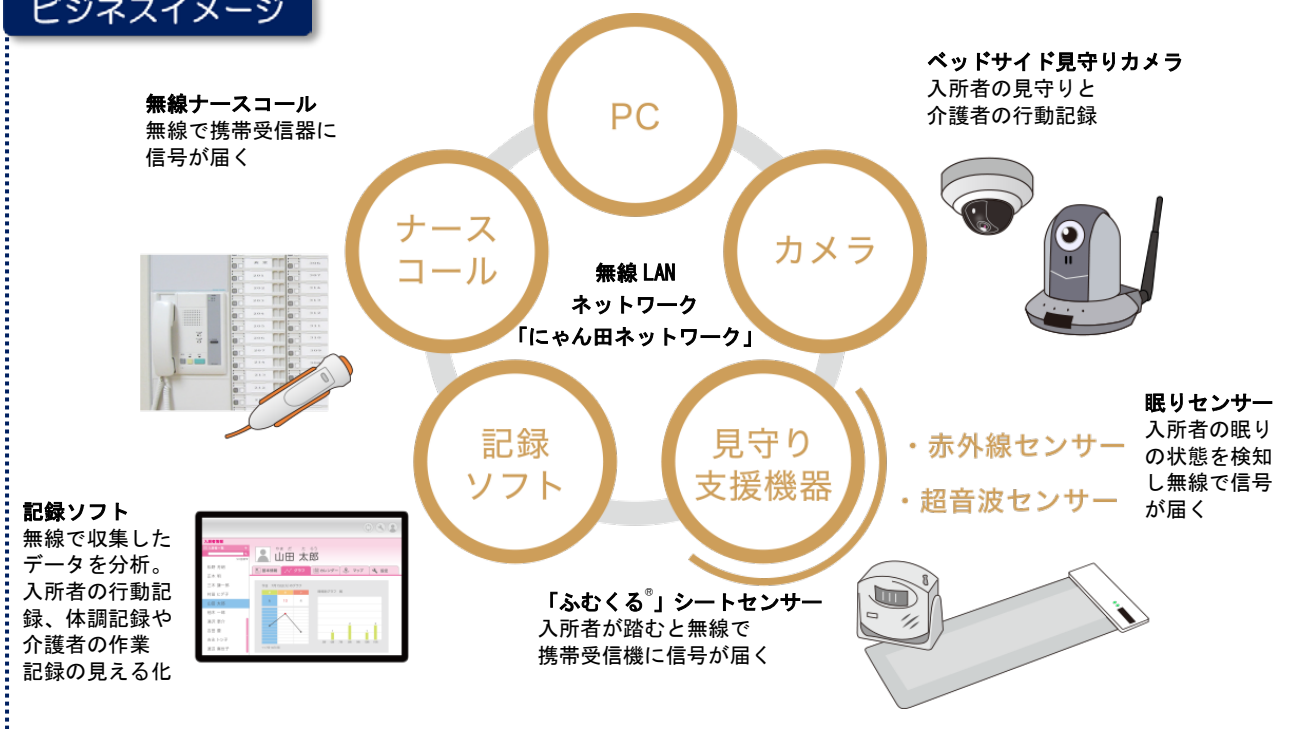 ビジネスイメージ
無線ナースコール
無線で携帯受信器に
信号が届く
PC
ベッドサイド見守りカメラ
入所者の見守りと
介護者の行動記録
ナース
コール
カメラ
無線 LAN
ネットワーク
「にゃん田ネットワーク」
記録
ソフト
見守り
支援機器
・赤外線センサー
・超音波センサー
眠りセンサー
入所者の眠り
の状態を検知
し無線で信号
が届く
記録ソフト
無線で収集した
データを分析。
入所者の行動記
録、体調記録や
介護者の作業
記録の見える化
山田 太郎
グラフ
「ふむくる®」シートセンサー
入所者が踏むと無線で
携帯受信機に信号が届く